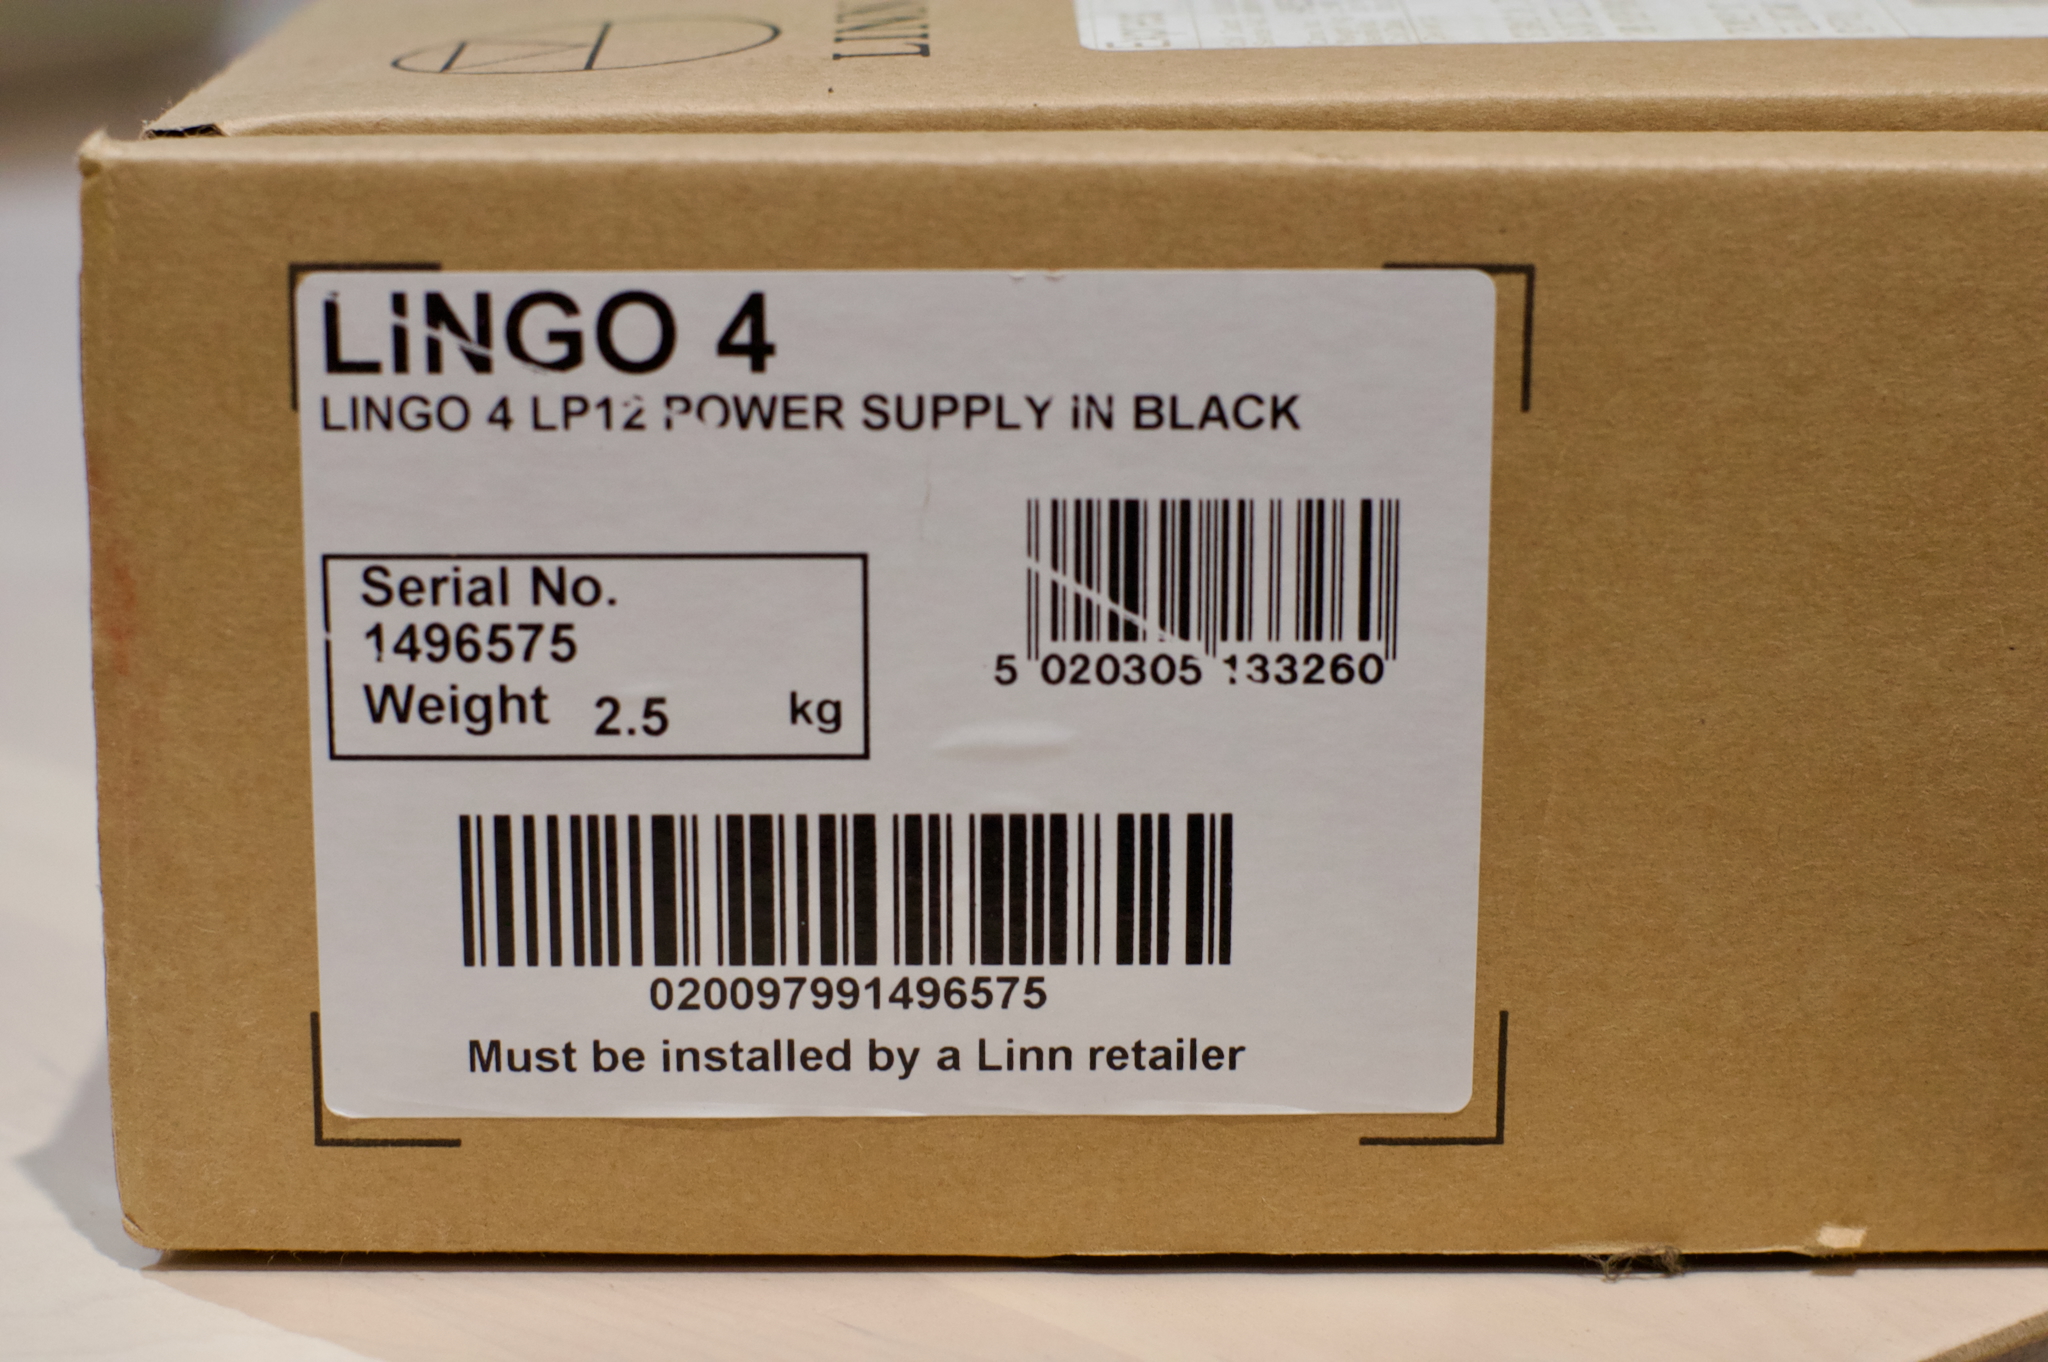 LINN
LINGO 4
LINGO 4 LP12 POWER SUPPLY IN BLACK
Serial No.
1496575
Weight 2.5 kg
5 020305 133260
020097991496575
Must be installed by a Linn retailer